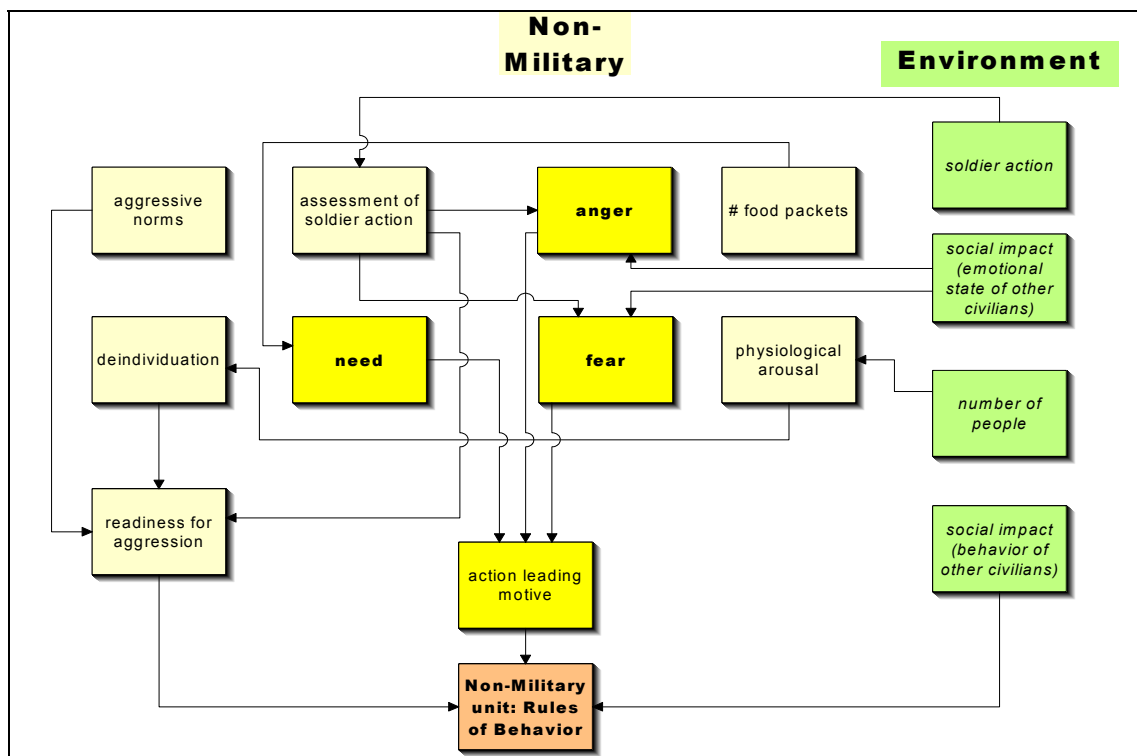 Non-
Military
Environment
soldier action
aggressive
norms
assessment of
soldier action
anger
# food packets
social impact
(emotional
state of other
civilians)
deindividuation
need
fear
physiological
arousal
number of
people
readiness for
aggression
action leading
motive
social impact
(behavior of
other civilians)
Non-Military
unit: Rules
of Behavior